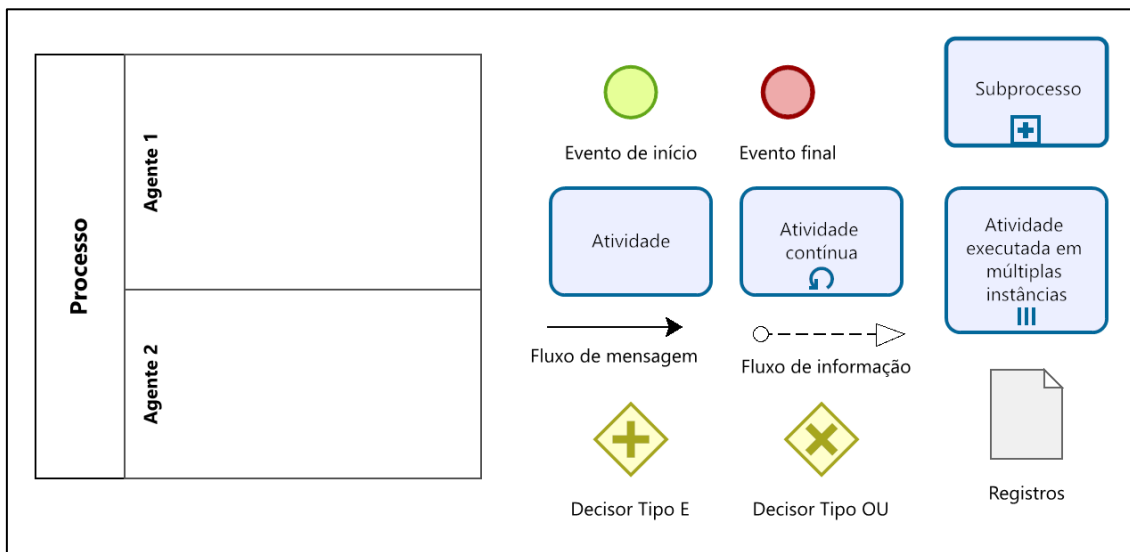 Processo
Agente 1
Agente 2
Evento de início
Evento final
Subprocesso
Atividade
Atividade
contínua
Atividade
executada em
múltiplas
instâncias
Fluxo de mensagem
Fluxo de informação
Decisor Tipo E
Decisor Tipo OU
Registros